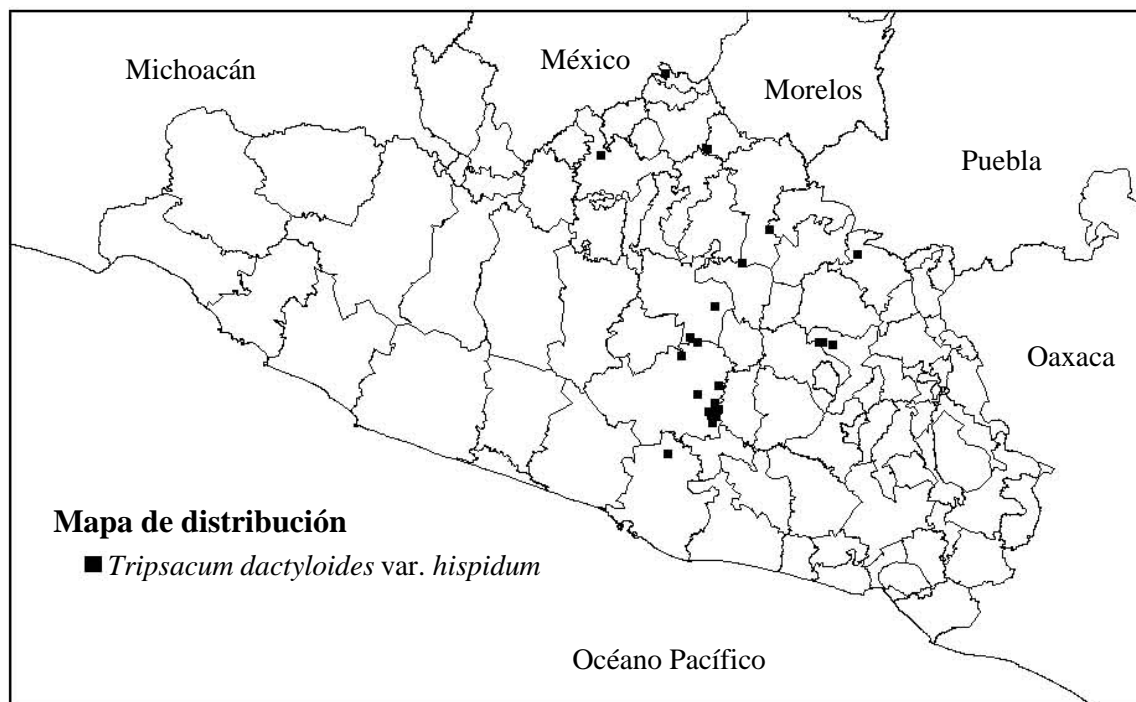 Michoacán
México
Morelos
Puebla
Oaxaca
Mapa de distribución
Tripsacum dactyloides var. hispidum
Océano Pacífico